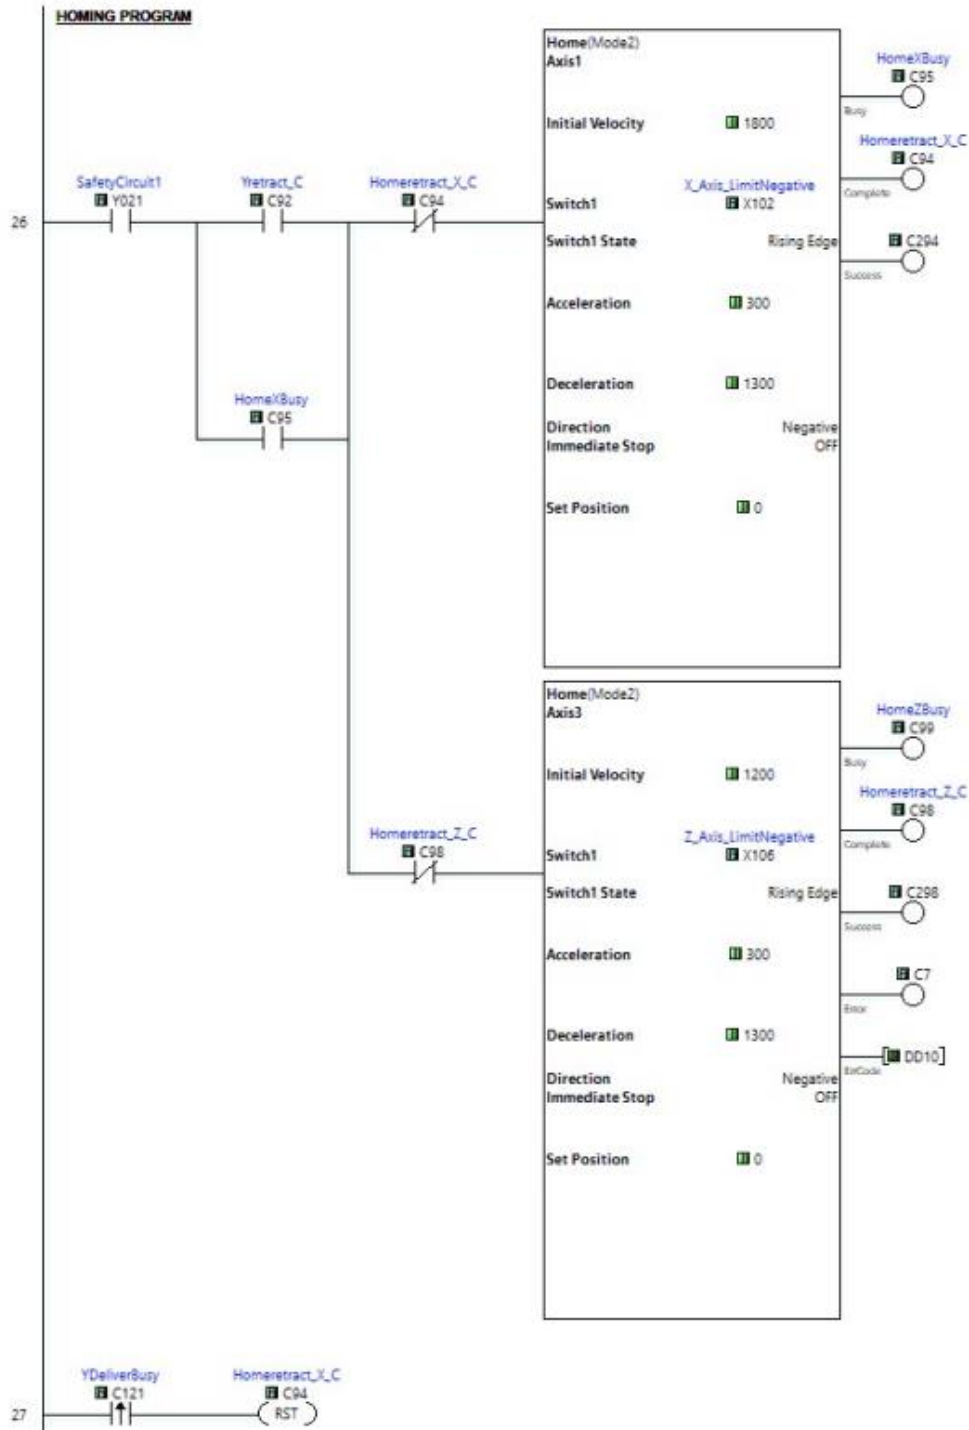 HOMING PROGRAM
Home(Mode2)
Axis1
HomeXBusy
C95
Busy
Initial Velocity 1800
Homeretract_X_C
C94
Complete
SafetyCircuit1 Yretract_C Homeretract_X_C X_Axis_LimitNegative
Y021 C92 C94 Switch1 X102
26
Switch1 State Rising Edge C294
Success
Acceleration 300
Deceleration 1300
HomeXBusy
C95
Direction Negative
Immediate Stop OFF
Set Position 0
Home(Mode2)
Axis3
HomeZBusy
C99
Busy
Initial Velocity 1200
Homeretract_Z_C
C98
Complete
Homeretract_Z_C Z_Axis_LimitNegative
C98 Switch1 X106
Switch1 State Rising Edge C298
Success
Acceleration 300
C7
Error
Deceleration 1300
DD10
ErrCode
Direction Negative
Immediate Stop OFF
Set Position 0
YDeliverBusy Homeretract_X_C
C121 C94
27 RST